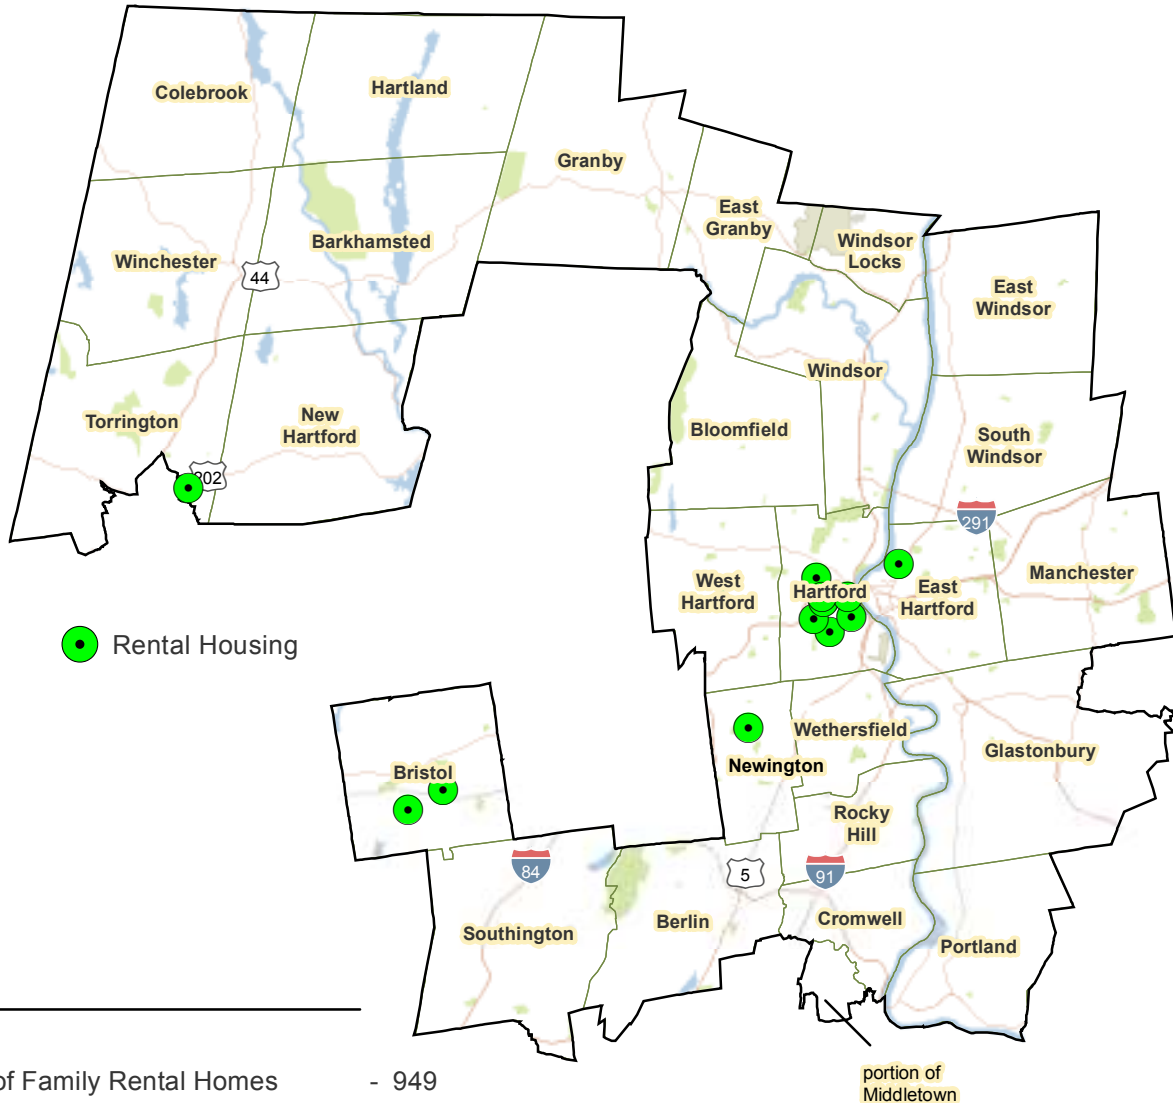 Colebrook
Hartland
Granby
East
Granby
Windsor
Locks
Barkhamsted
Winchester
44
East
Windsor
Windsor
Torrington
New
Hartford
Bloomfield
South
Windsor
202
291
West
Hartford
Hartford
East
Hartford
Manchester
Rental Housing
Wethersfield
Glastonbury
Newington
Bristol
Rocky
Hill
84
5
91
Southington
Berlin
Cromwell
Portland
of Family Rental Homes - 949
portion of
Middletown